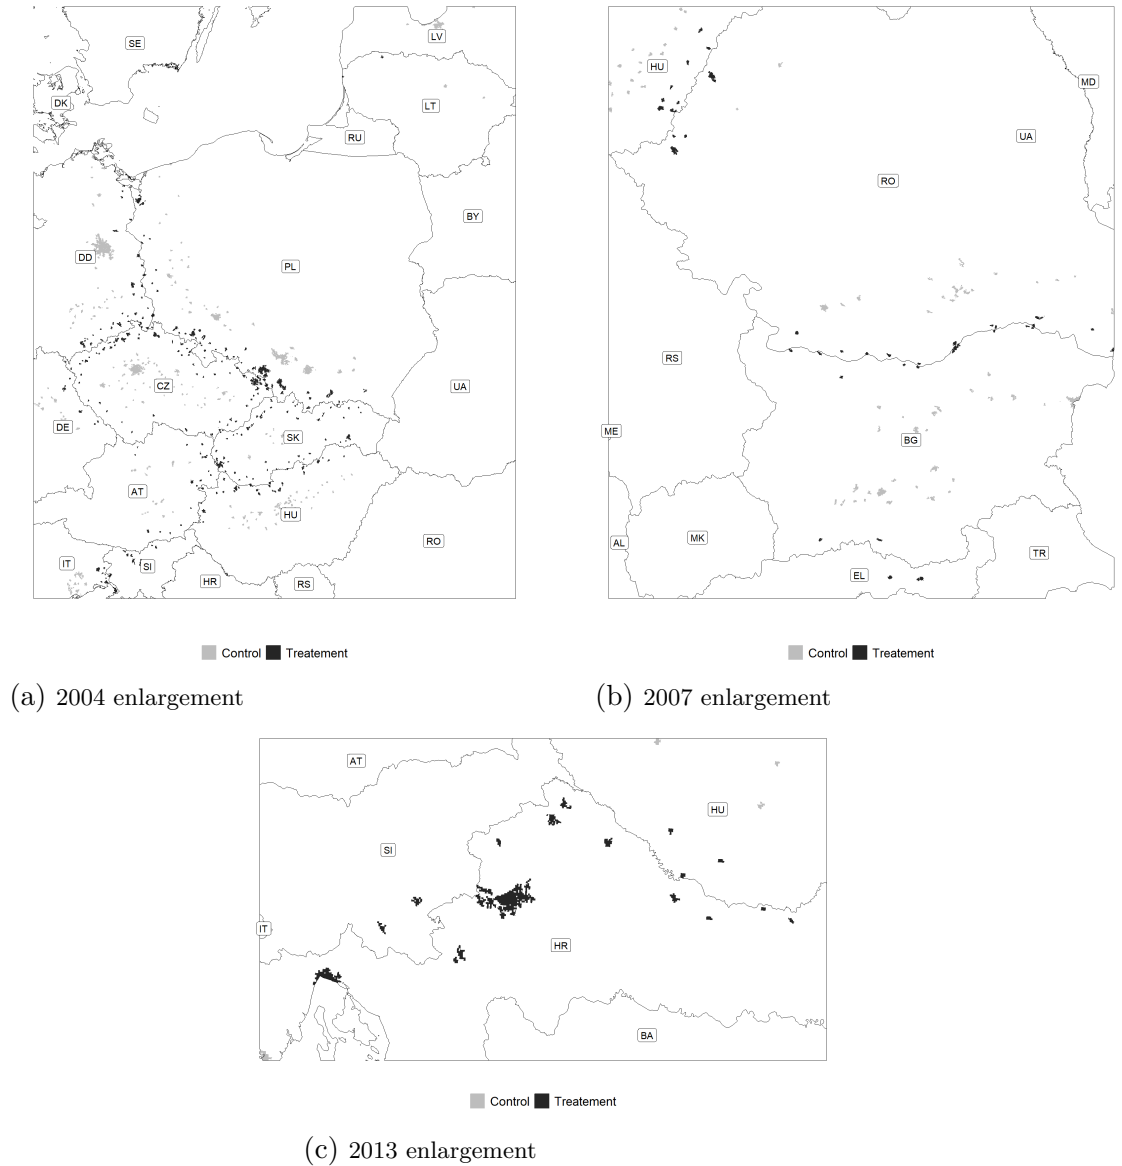 SE
LV
DK
LT
RU
BY
DD
PL
CZ
UA
DE
SK
AT
HU
RO
IT
SI
HR
RS
Control Treatement
(a) 2004 enlargement
HU
MD
UA
RO
RS
ME
BG
AL
MK
TR
EL
Control Treatement
(b) 2007 enlargement
AT
HU
SI
IT
HR
BA
Control Treatement
(c) 2013 enlargement